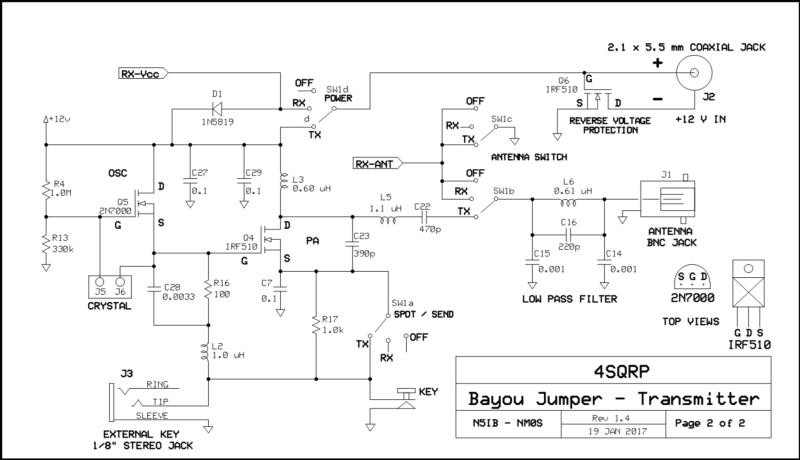 2.1 x 5.5 mm COAXIAL JACK
RX-Vcc
OFF
SW1d
POWER
RX
d
TX
D1
1N5819
Q6
IRF510
G
S
D
+
−
J2
+12 V IN
REVERSE VOLTAGE
PROTECTION
OFF
RX
SW1c
TX
ANTENNA SWITCH
+12v
OSC
D
R4
1.0M
Q5
2N7000
S
G
C27
0.1
C29
0.1
L3
0.60 uH
RX-ANT
OFF
RX
SW1b
TX
L5
1.1 uH
C22
470p
L6
0.61 uH
C16
220p
C15
0.001
C14
0.001
LOW PASS FILTER
J1
ANTENNA
BNC JACK
R13
330k
Q4
IRF510
D
G
S
PA
C23
390p
J5
J6
CRYSTAL
C28
0.0033
R16
100
C7
0.1
R17
1.0k
SW1a
SPOT / SEND
TX
OFF
RX
S G D
2N7000
TOP VIEWS
G D S
IRF510
L2
1.0 uH
J3
RING
TIP
SLEEVE
EXTERNAL KEY
1/8" STEREO JACK
KEY
4SQRP
Bayou Jumper - Transmitter
N5IB - NM0S
Rev 1.4
19 JAN 2017
Page 2 of 2